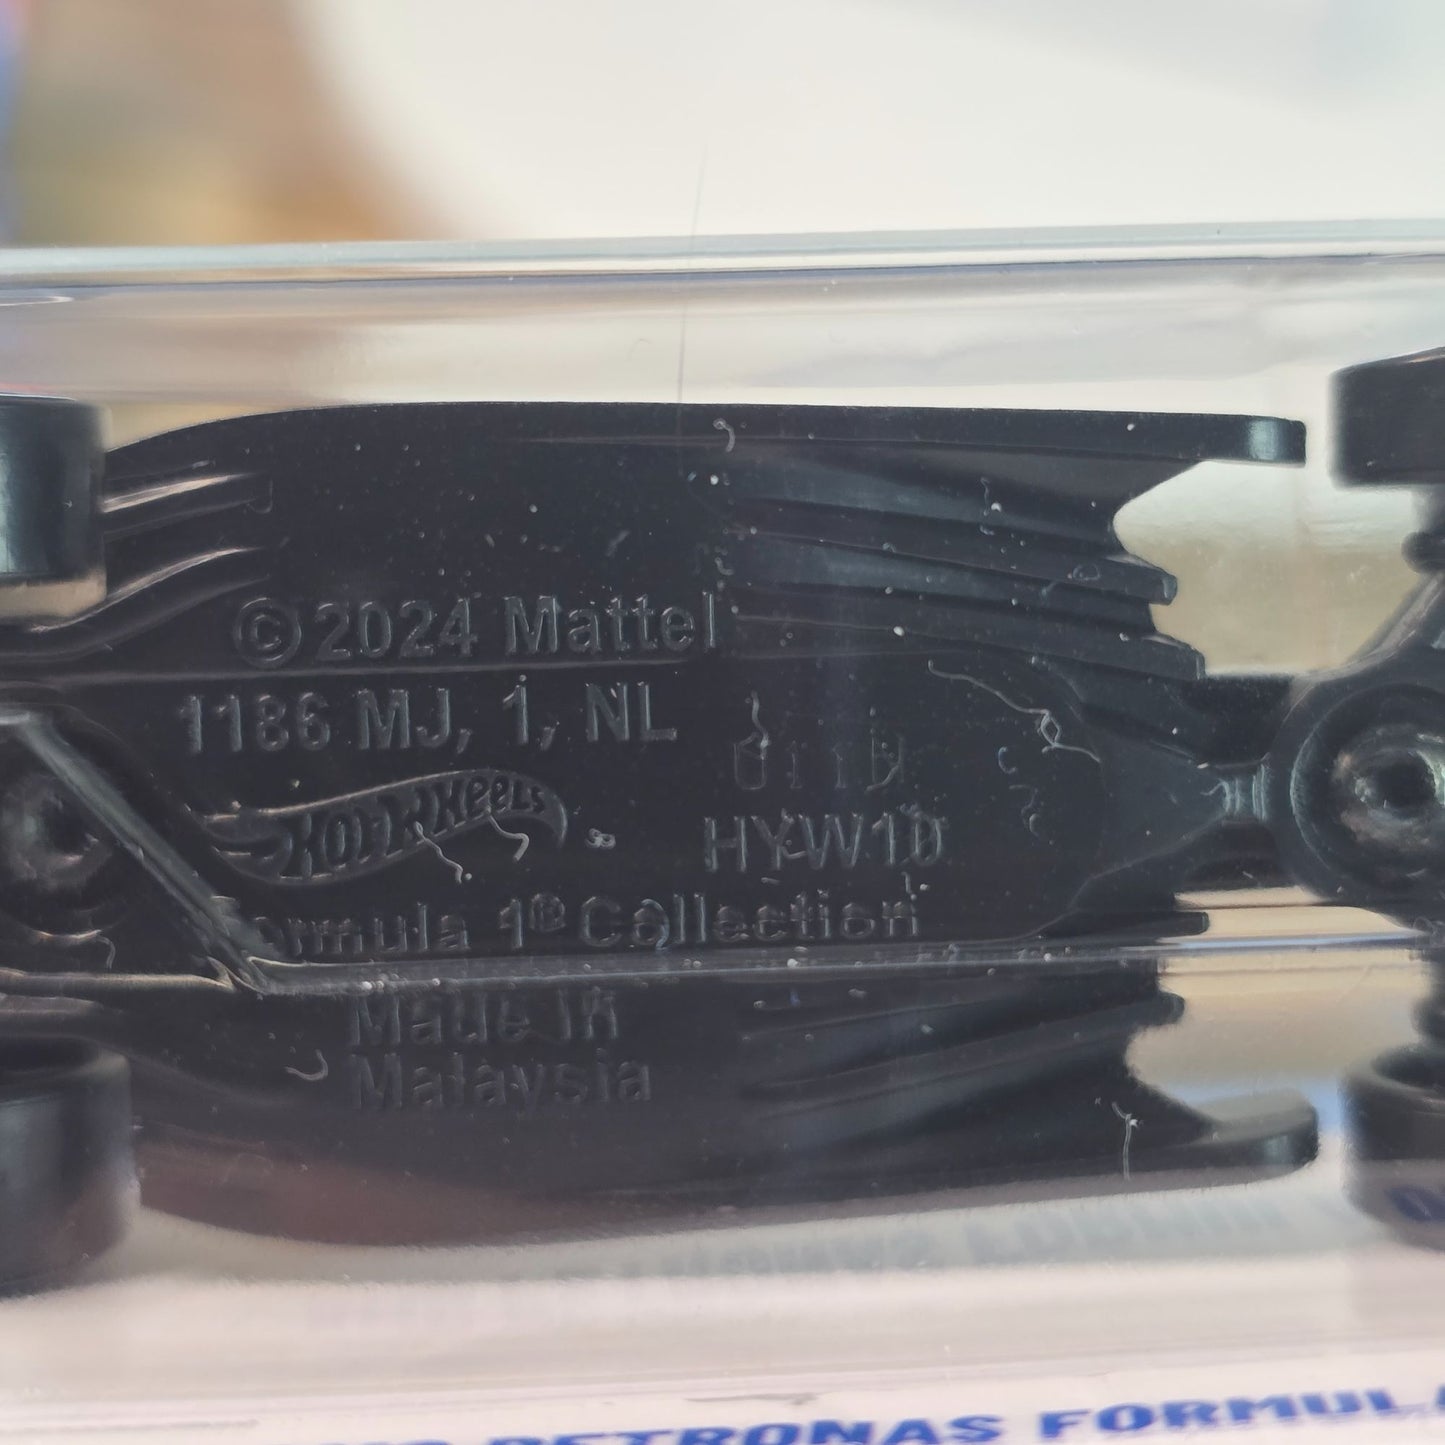 ©2024 Mattel
1186 MJ, 1, NL
HOT WHEELS
HYW10
Formula 1® Collection
Made in
Malaysia
PETRONAS FORMULA